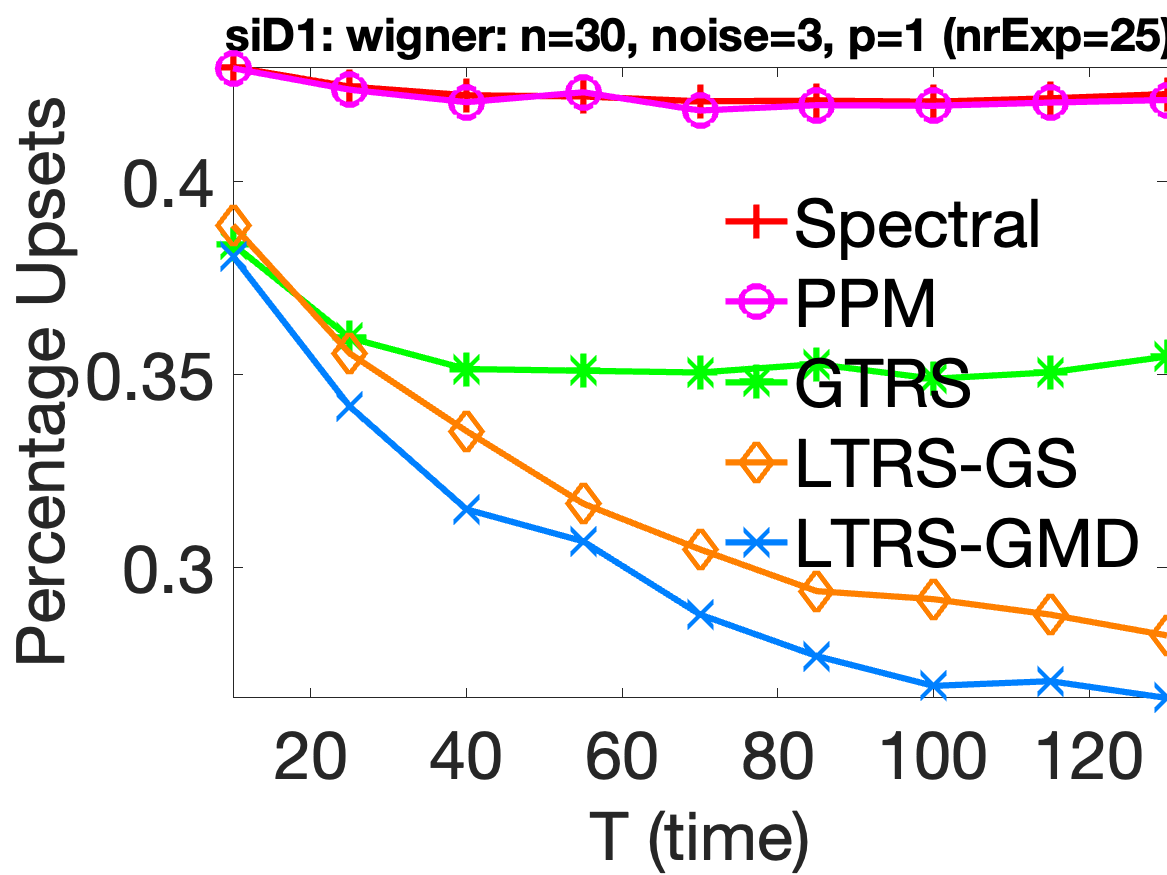 siD1: wigner: n=30, noise=3, p=1 (nrExp=25)
Percentage Upsets
0.4
0.35
0.3
Spectral
PPM
GTRS
LTRS-GS
LTRS-GMD
20 40 60 80 100 120
T (time)